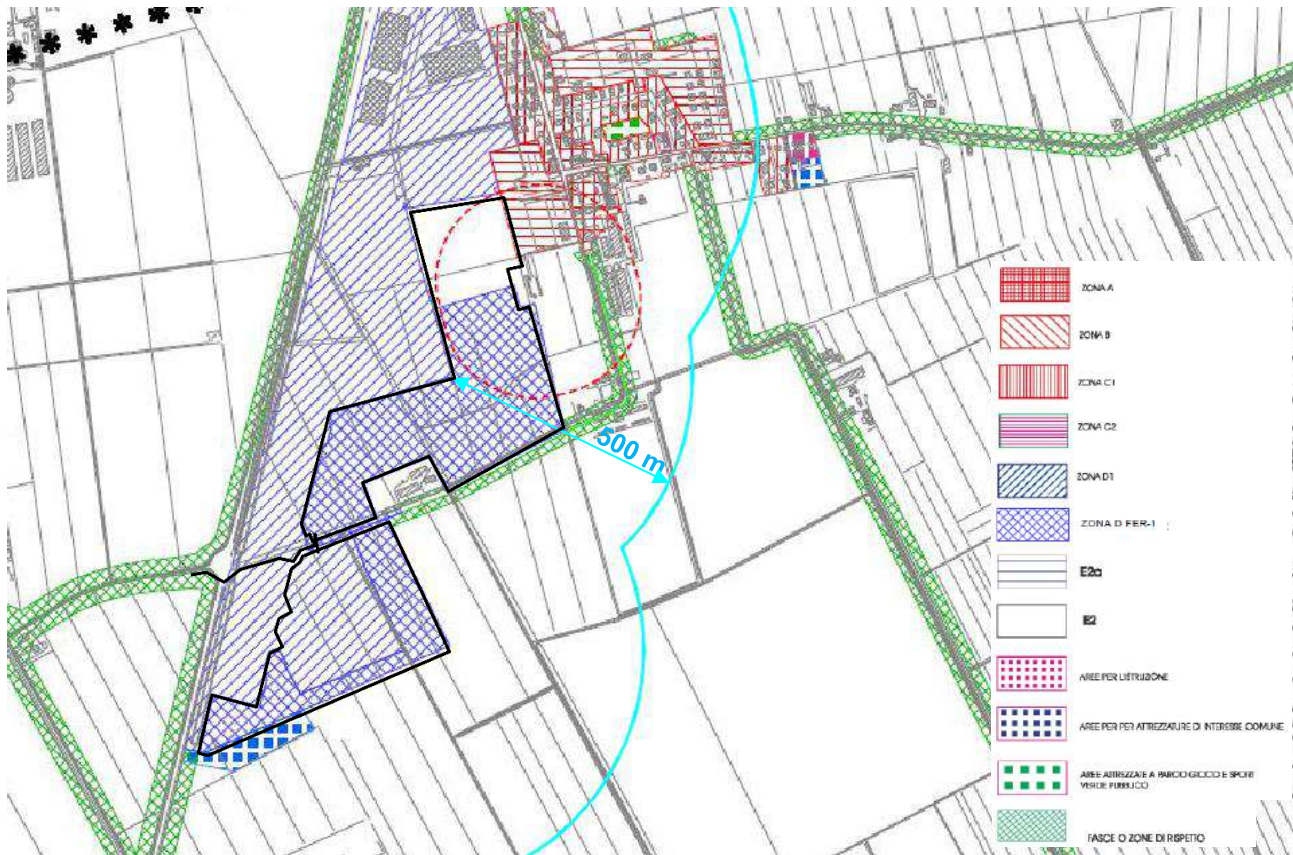 500 m
ZONA A
ZONA B
ZONA C1
ZONA C2
ZONA D1
ZONA D FER-1 :
E2a
E2
AREE PER L'ISTRUZIONE
AREE PER PER ATTREZZATURE DI INTERESSE COMUNE
AREE ATTREZZATE A PARCO GIOCO E SPORT
VERDE PUBBLICO
FASCE O ZONE DI RISPETTO